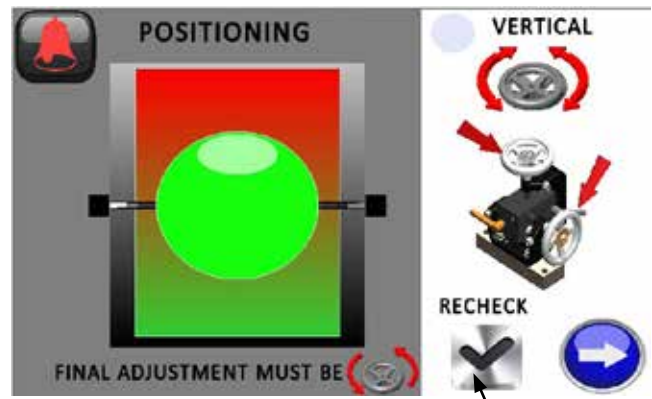 POSITIONING
VERTICAL
RECHECK
FINAL ADJUSTMENT MUST BE